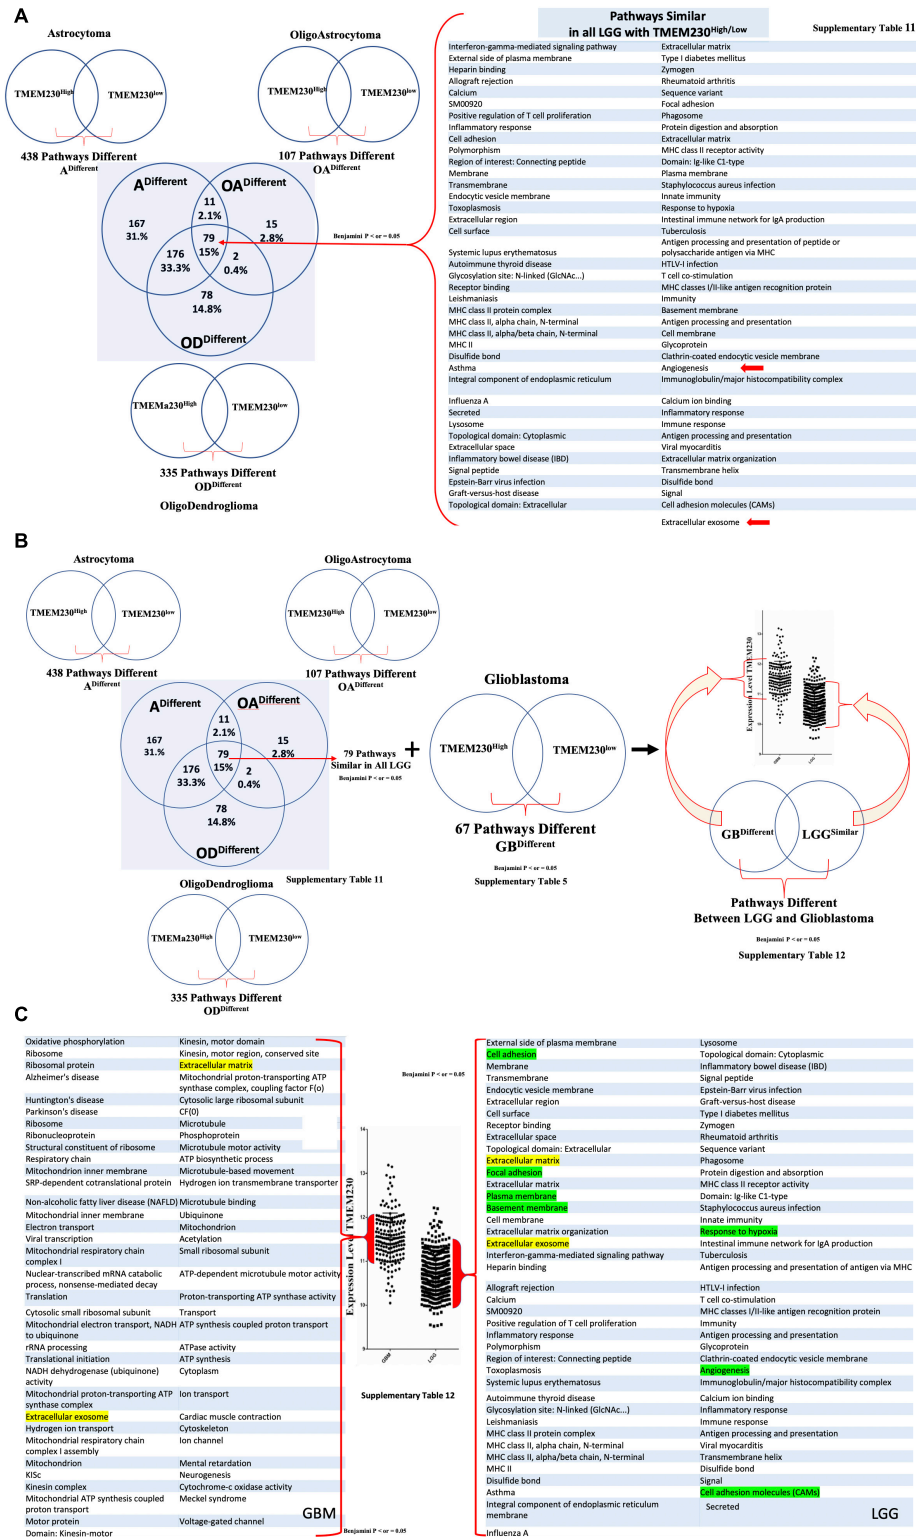 A
Astrocytoma
TMEM230High
TMEM230low
438 Pathways Different
ADifferent
OligoAstrocytoma
TMEM230High
TMEM230low
107 Pathways Different
OADifferent
ADifferent
OADifferent
11
2.1%
167
31.%
15
2.8%
79
15%
176
33.3%
2
0.4%
78
14.8%
ODDifferent
Benjamini P < or = 0.05
TMEMa230High
TMEM230low
335 Pathways Different
ODDifferent
OligoDendroglioma
Pathways Similar
in all LGG with TMEM230High/Low
Supplementary Table 11
Interferon-gamma-mediated signaling pathway
Extracellular matrix
External side of plasma membrane
Type I diabetes mellitus
Heparin binding
Zymogen
Allograft rejection
Rheumatoid arthritis
Calcium
Sequence variant
SM00920
Focal adhesion
Positive regulation of T cell proliferation
Phagosome
Inflammatory response
Protein digestion and absorption
Cell adhesion
Extracellular matrix
Polymorphism
MHC class II receptor activity
Region of interest: Connecting peptide
Domain: Ig-like C1-type
Membrane
Plasma membrane
Transmembrane
Staphylococcus aureus infection
Endocytic vesicle membrane
Innate immunity
Toxoplasmosis
Response to hypoxia
Extracellular region
Intestinal immune network for IgA production
Cell surface
Tuberculosis
Systemic lupus erythematosus
Antigen processing and presentation of peptide or
polysaccharide antigen via MHC
Autoimmune thyroid disease
HTLV-I infection
Glycosylation site: N-linked (GlcNAc...)
T cell co-stimulation
Receptor binding
MHC classes I/II-like antigen recognition protein
Leishmaniasis
Immunity
MHC class II protein complex
Basement membrane
MHC class II, alpha chain, N-terminal
Antigen processing and presentation
MHC class II, alpha/beta chain, N-terminal
Cell membrane
MHC II
Glycoprotein
Disulfide bond
Clathrin-coated endocytic vesicle membrane
Asthma
Angiogenesis
Integral component of endoplasmic reticulum
Immunoglobulin/major histocompatibility complex
Influenza A
Calcium ion binding
Secreted
Inflammatory response
Lysosome
Immune response
Topological domain: Cytoplasmic
Antigen processing and presentation
Extracellular space
Viral myocarditis
Inflammatory bowel disease (IBD)
Extracellular matrix organization
Signal peptide
Transmembrane helix
Epstein-Barr virus infection
Disulfide bond
Graft-versus-host disease
Signal
Topological domain: Extracellular
Cell adhesion molecules (CAMs)
Extracellular exosome
B
Astrocytoma
TMEM230High
TMEM230low
438 Pathways Different
ADifferent
OligoAstrocytoma
TMEM230High
TMEM230low
107 Pathways Different
OADifferent
ADifferent
OADifferent
11
2.1%
167
31.%
15
2.8%
79
15%
176
33.3%
2
0.4%
78
14.8%
ODDifferent
79 Pathways
Similar in All LGG
Benjamini P < or = 0.05
Supplementary Table 11
OligoDendroglioma
TMEMa230High
TMEM230low
335 Pathways Different
ODDifferent
+
Glioblastoma
TMEM230High
TMEM230low
67 Pathways Different
GBDifferent
Benjamini P < or = 0.05
Supplementary Table 5
Expression Level TMEM230
GBM
LGG
GBDifferent
LGGSimilar
Pathways Different
Between LGG and Glioblastoma
Benjamini P < or = 0.05
Supplementary Table 12
C
Oxidative phosphorylation
Kinesin, motor domain
Ribosome
Kinesin, motor region, conserved site
Ribosomal protein
Extracellular matrix
Alzheimer's disease
Mitochondrial proton-transporting ATP
synthase complex, coupling factor F(o)
Huntington's disease
Cytosolic large ribosomal subunit
Parkinson's disease
CF(0)
Ribosome
Microtubule
Ribonucleoprotein
Phosphoprotein
Structural constituent of ribosome
Microtubule motor activity
Respiratory chain
ATP biosynthetic process
Mitochondrion inner membrane
Microtubule-based movement
SRP-dependent cotranslational protein
Hydrogen ion transmembrane transporter
Non-alcoholic fatty liver disease (NAFLD)
Microtubule binding
Mitochondrial inner membrane
Ubiquinone
Electron transport
Mitochondrion
Viral transcription
Acetylation
Mitochondrial respiratory chain
complex I
Small ribosomal subunit
Nuclear-transcribed mRNA catabolic
process, nonsense-mediated decay
ATP-dependent microtubule motor activity
Translation
Proton-transporting ATP synthase activity
Cytosolic small ribosomal subunit
Transport
Mitochondrial electron transport, NADH
to ubiquinone
ATP synthesis coupled proton transport
rRNA processing
ATPase activity
Translational initiation
ATP synthesis
NADH dehydrogenase (ubiquinone)
activity
Cytoplasm
Mitochondrial proton-transporting ATP
synthase complex
Ion transport
Extracellular exosome
Cardiac muscle contraction
Hydrogen ion transport
Cytoskeleton
Mitochondrial respiratory chain
complex I assembly
Ion channel
Mitochondrion
Mental retardation
KISc
Neurogenesis
Kinesin complex
Cytochrome-c oxidase activity
Mitochondrial ATP synthesis coupled
proton transport
Meckel syndrome
Motor protein
Voltage-gated channel
Domain: Kinesin-motor
GBM
Benjamini P < or = 0.05
Benjamini P < or = 0.05
Expression Level TMEM230
14
13
12
11
10
9
GBM
LGG
Supplementary Table 12
External side of plasma membrane
Lysosome
Cell adhesion
Topological domain: Cytoplasmic
Membrane
Inflammatory bowel disease (IBD)
Transmembrane
Signal peptide
Endocytic vesicle membrane
Epstein-Barr virus infection
Extracellular region
Graft-versus-host disease
Cell surface
Type I diabetes mellitus
Receptor binding
Zymogen
Extracellular space
Rheumatoid arthritis
Topological domain: Extracellular
Sequence variant
Extracellular matrix
Phagosome
Focal adhesion
Protein digestion and absorption
Extracellular matrix
MHC class II receptor activity
Plasma membrane
Domain: Ig-like C1-type
Basement membrane
Staphylococcus aureus infection
Cell membrane
Innate immunity
Extracellular matrix organization
Response to hypoxia
Extracellular exosome
Intestinal immune network for IgA production
Interferon-gamma-mediated signaling pathway
Tuberculosis
Heparin binding
Antigen processing and presentation of antigen via MHC
Allograft rejection
HTLV-I infection
Calcium
T cell co-stimulation
SM00920
MHC classes I/II-like antigen recognition protein
Positive regulation of T cell proliferation
Immunity
Inflammatory response
Antigen processing and presentation
Polymorphism
Glycoprotein
Region of interest: Connecting peptide
Clathrin-coated endocytic vesicle membrane
Toxoplasmosis
Angiogenesis
Systemic lupus erythematosus
Immunoglobulin/major histocompatibility complex
Autoimmune thyroid disease
Calcium ion binding
Glycosylation site: N-linked (GlcNAc...)
Inflammatory response
Leishmaniasis
Immune response
MHC class II protein complex
Antigen processing and presentation
MHC class II, alpha chain, N-terminal
Viral myocarditis
MHC class II, alpha/beta chain, N-terminal
Transmembrane helix
MHC II
Disulfide bond
Disulfide bond
Signal
Asthma
Cell adhesion molecules (CAMs)
Integral component of endoplasmic reticulum
membrane
Secreted
Influenza A
LGG